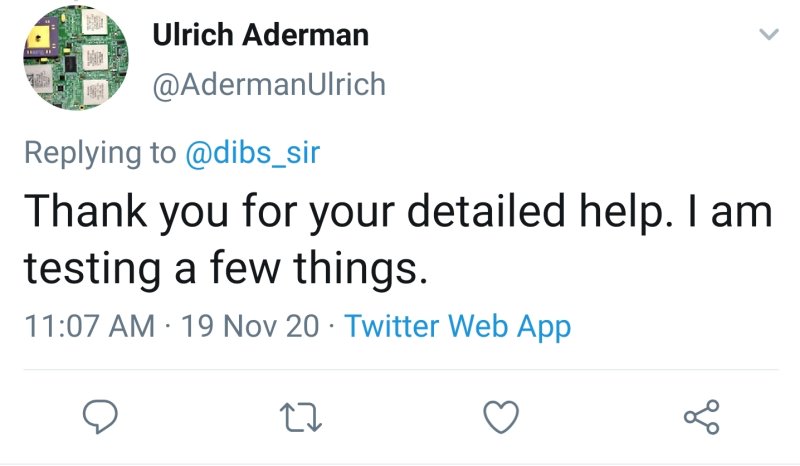 Ulrich Aderman
@AdermanUlrich
Replying to @dibs_sir
Thank you for your detailed help. I am
testing a few things.
11:07 AM · 19 Nov 20 · Twitter Web App